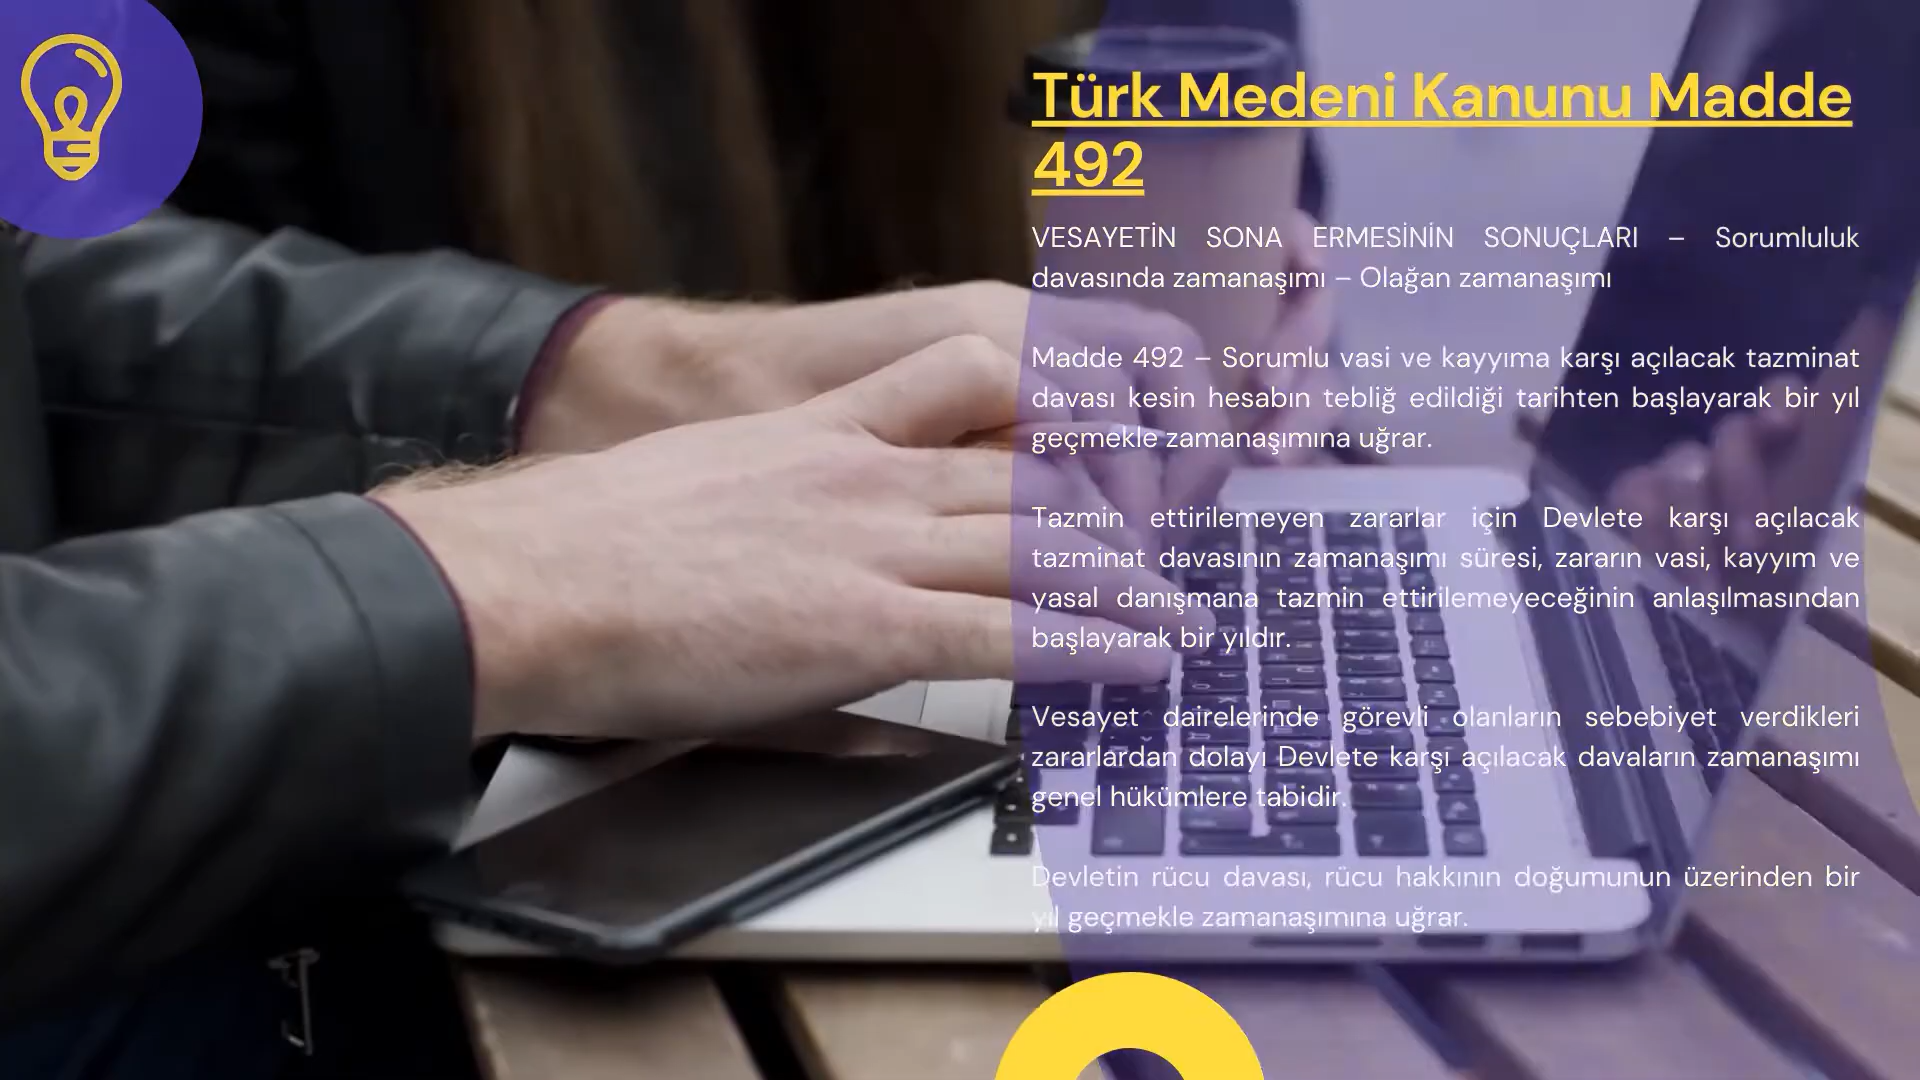 Türk Medeni Kanunu Madde
492
VESAYETİN SONA ERMESİNİN SONUÇLARI – Sorumluluk
davasında zamanaşımı – Olağan zamanaşımı
Madde 492 – Sorumlu vasi ve kayyıma karşı açılacak tazminat
davası kesin hesabın tebliğ edildiği tarihten başlayarak bir yıl
geçmekle zamanaşımına uğrar.
Tazmin ettirilemeyen zararlar için Devlete karşı açılacak
tazminat davasının zamanaşımı süresi, zararın vasi, kayyım ve
yasal danışmana tazmin ettirilemeyeceğinin anlaşılmasından
başlayarak bir yıldır.
Vesayet dairelerinde görevli olanların sebebiyet verdikleri
zararlardan dolayı Devlete karşı açılacak davaların zamanaşımı
genel hükümlere tabidir.
Devletin rücu davası, rücu hakkının doğumunun üzerinden bir
yıl geçmekle zamanaşımına uğrar.